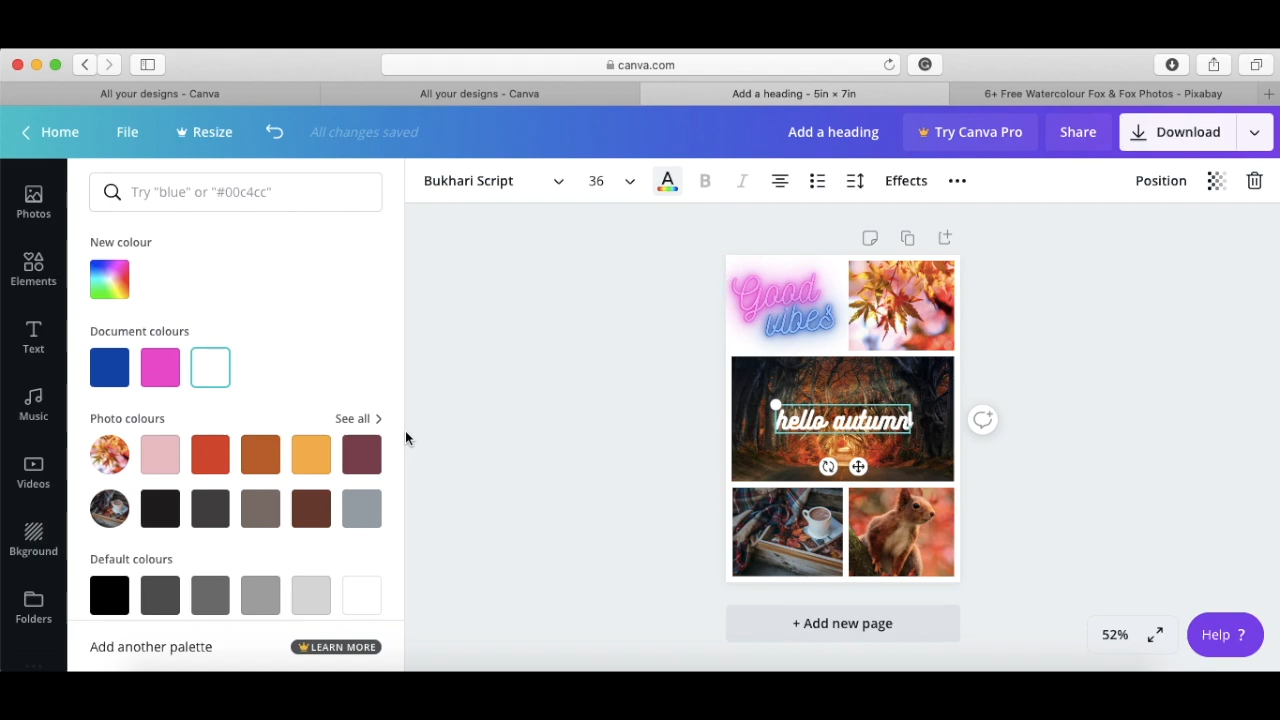 canva.com
All your designs - Canva
All your designs - Canva
Add a heading - 5in × 7in
6+ Free Watercolour Fox & Fox Photos - Pixabay
Home
File
Resize
All changes saved
Add a heading
Try Canva Pro
Share
Download
Photos
Elements
Text
Music
Videos
Bkground
Folders
Try "blue" or "#00c4cc"
New colour
Document colours
Photo colours
See all
Default colours
Add another palette
LEARN MORE
Bukhari Script
36
A
B
I
Effects
Position
Good
vibes
hello autumn
+ Add new page
52%
Help ?